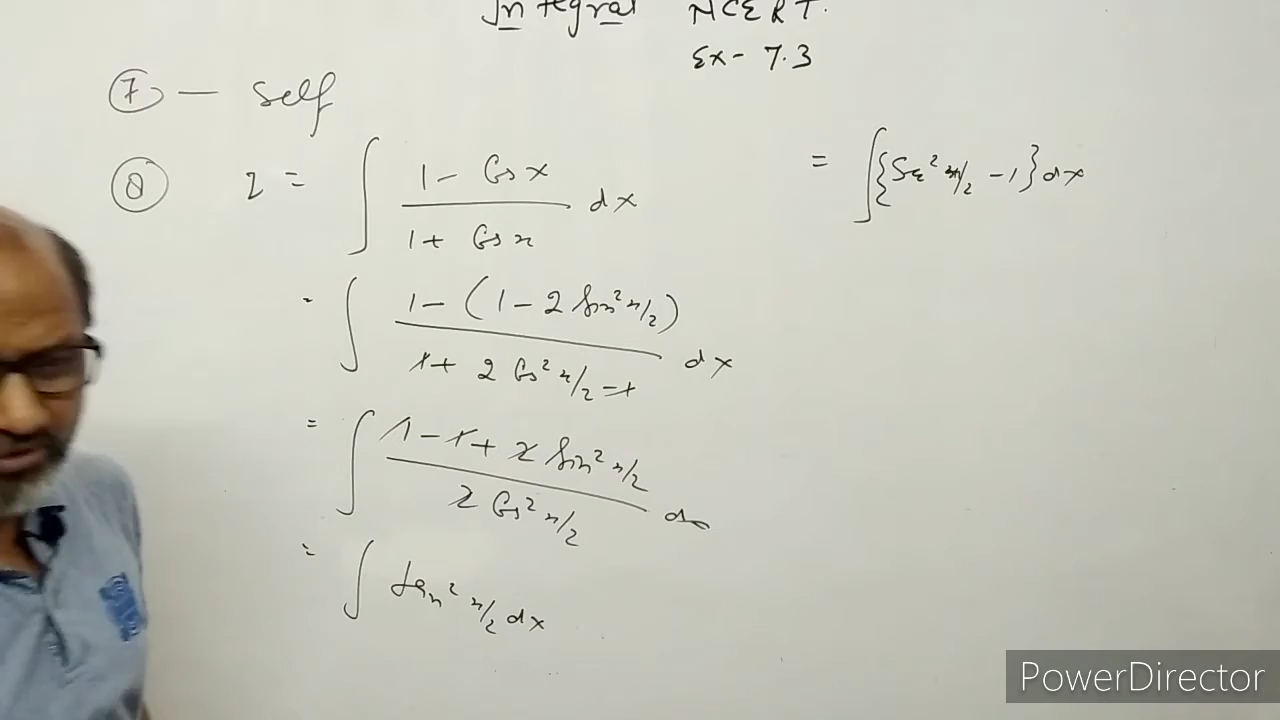 Integral NCERT.
Ex- 7.3
⑦ — Self
⑧ I = ∫ (1 - Cos x)/(1 + Cos x) dx
= ∫ (1 - (1 - 2 Sin² x/2))/(1 + 2 Cos² x/2 - 1) dx
= ∫ (1 - 1 + 2 Sin² x/2)/(2 Cos² x/2) dx
= ∫ tan² x/2 dx
= ∫ {Sec² x/2 - 1} dx
PowerDirector